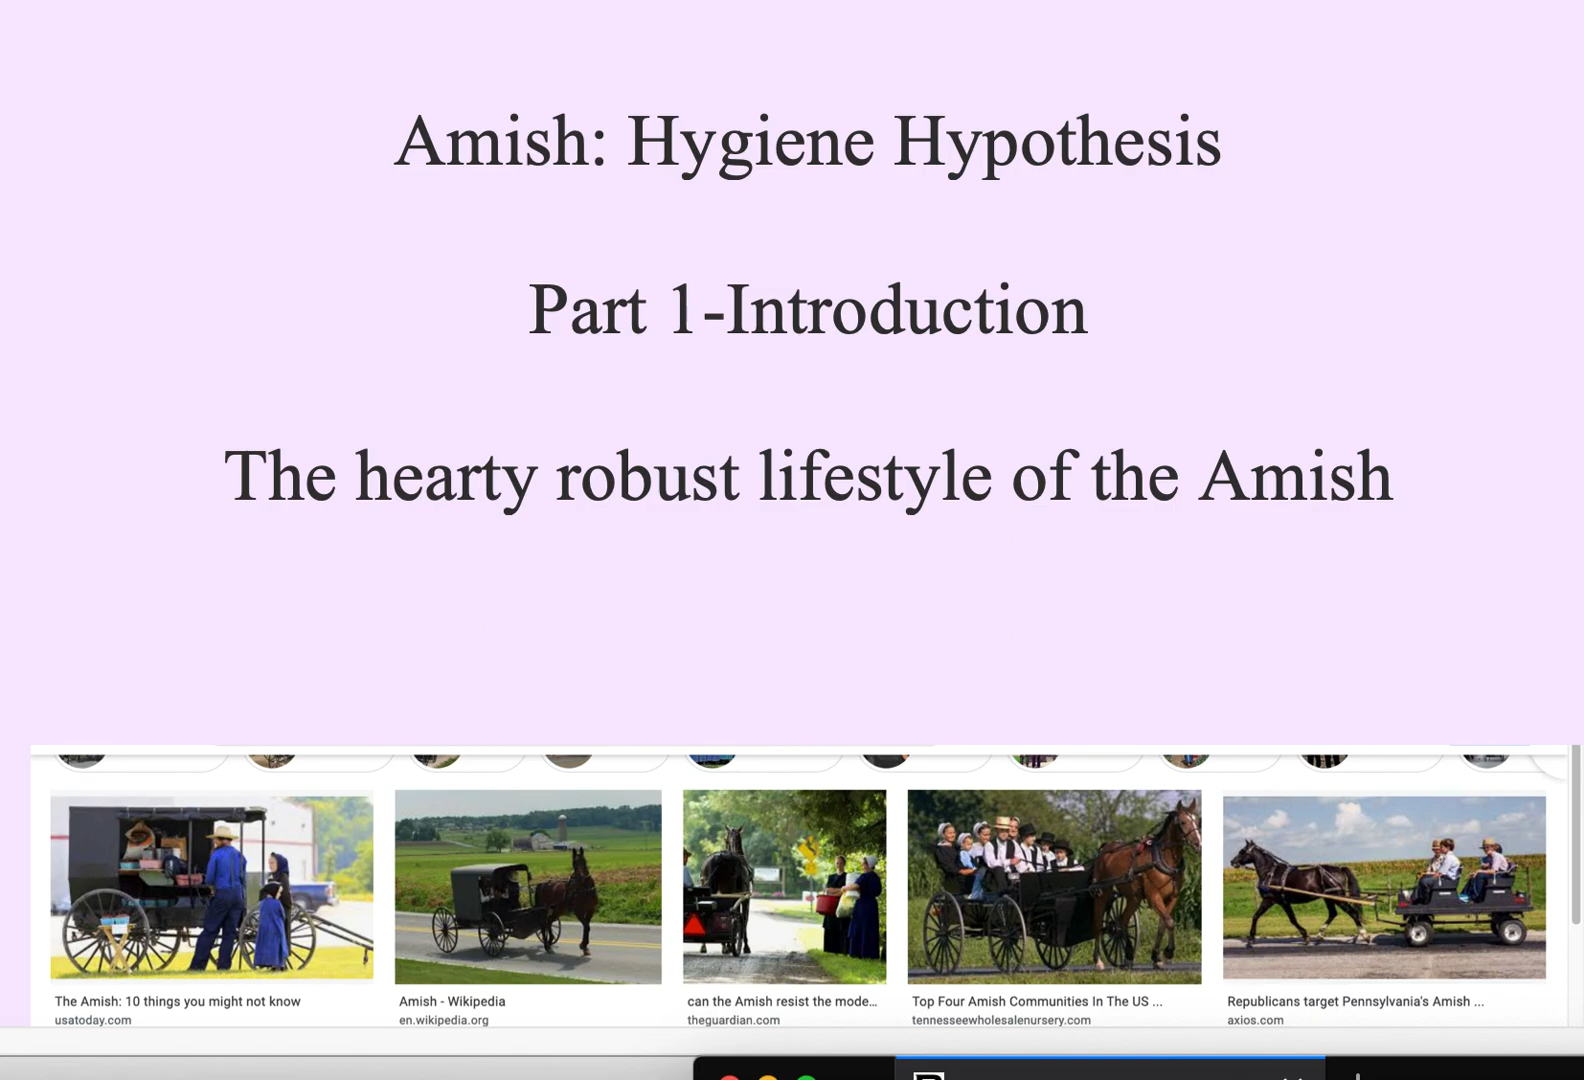 Amish: Hygiene Hypothesis
Part 1-Introduction
The hearty robust lifestyle of the Amish
The Amish: 10 things you might not know
usatoday.com
Amish - Wikipedia
en.wikipedia.org
can the Amish resist the mode...
theguardian.com
Top Four Amish Communities In The US ...
tennesseewholesalenursery.com
Republicans target Pennsylvania's Amish ...
axios.com